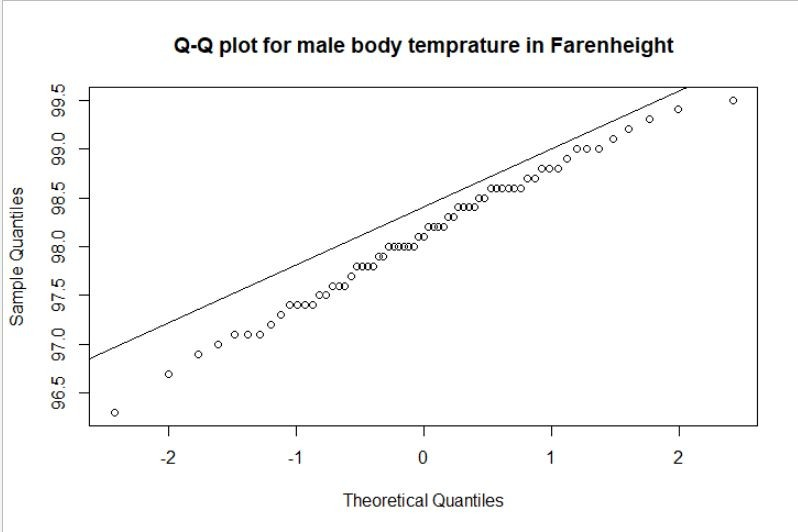 Q-Q plot for male body temprature in Farenheight
99.5
99.0
98.5
98.0
97.5
97.0
96.5
Sample Quantiles
-2 -1 0 1 2
Theoretical Quantiles